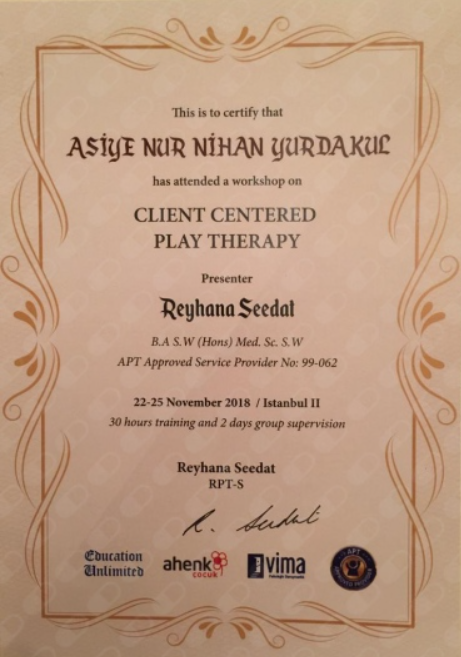 This is to certify that
ASİYE NUR NİHAN YURDAKUL
has attended a workshop on
CLIENT CENTERED
PLAY THERAPY
Presenter
Reyhana Seedat
B.A S.W (Hons) Med. Sc. S.W
APT Approved Service Provider No: 99-062
22-25 November 2018 / Istanbul II
30 hours training and 2 days group supervision
Reyhana Seedat
RPT-S
R. Seedat
Education
Unlimited
ahenk
çocuk
vima
APT